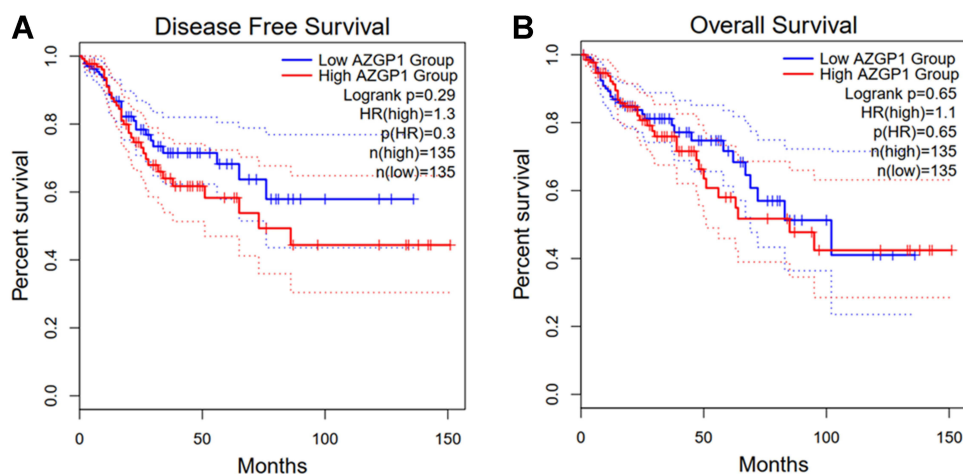 A
Disease Free Survival
Low AZGP1 Group
High AZGP1 Group
Logrank p=0.29
HR(high)=1.3
p(HR)=0.3
n(high)=135
n(low)=135
Percent survival
1.0
0.8
0.6
0.4
0.2
0.0
0
50
100
150
Months
B
Overall Survival
Low AZGP1 Group
High AZGP1 Group
Logrank p=0.65
HR(high)=1.1
p(HR)=0.65
n(high)=135
n(low)=135
Percent survival
1.0
0.8
0.6
0.4
0.2
0.0
0
50
100
150
Months